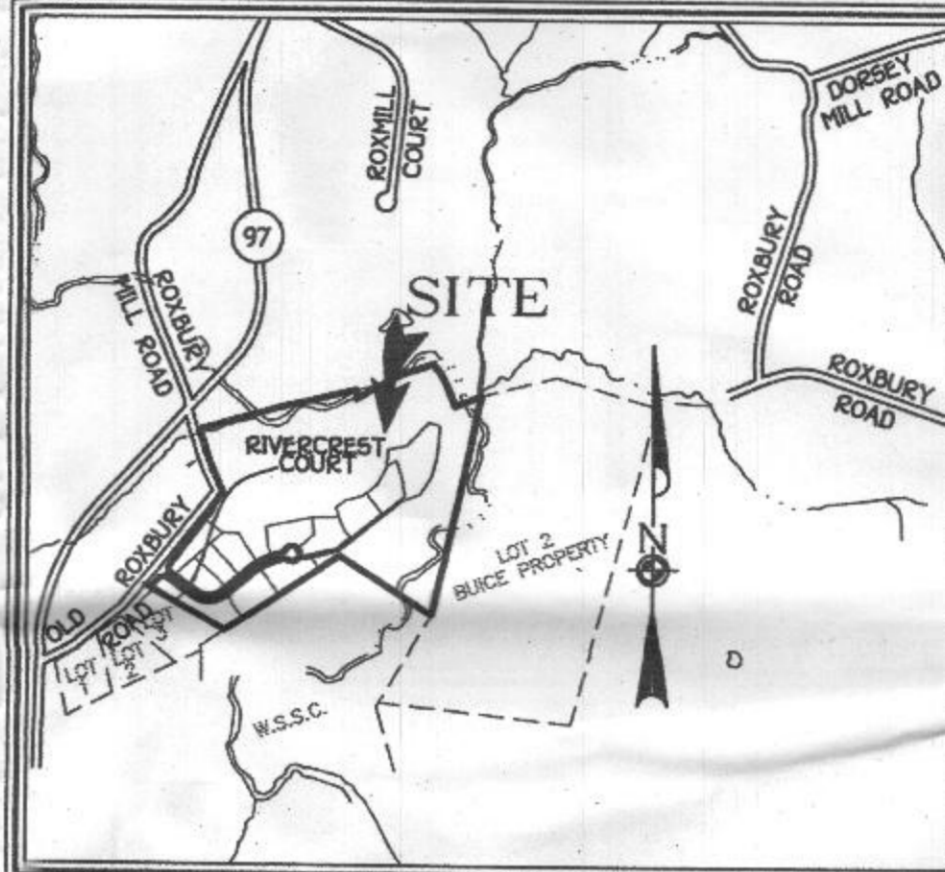 DORSEY
MILL ROAD
ROXMILL
COURT
97
ROXBURY
ROAD
SITE
ROXBURY
MILL ROAD
ROXBURY
ROAD
RIVERCREST
COURT
ROXBURY
LOT 2
BUICE PROPERTY
N
OLD
ROAD
LOT
3
LOT
2
LOT
1
W.S.S.C.